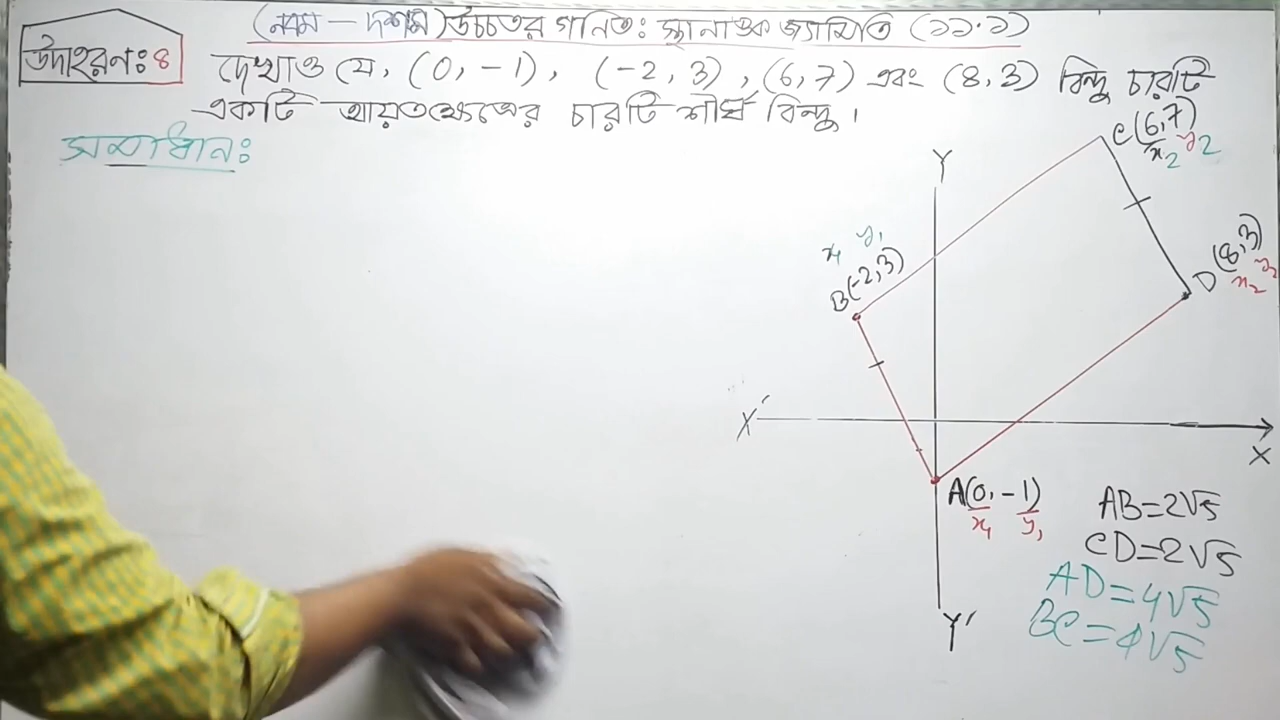 (নবম - দশম) উচ্চতর গনিত: স্থানাঙ্ক জ্যামিতি (১১.১)
উদাহরণ: ৪
দেখাও যে, (0, -1), (-2, 3), (6, 7) এবং (8, 3) বিন্দু চারটি
একটি আয়তক্ষেত্রের চারটি শীর্ষ বিন্দু।
সমাধান:
C(6,7)
x₂ y₂
Y
x₁ y₁
B(-2,3)
D(8,3)
x₂ y₂
X′
X
A(0, -1)
x₁ y₁
AB=2√5
CD=2√5
AD=4√5
BC=4√5
Y′